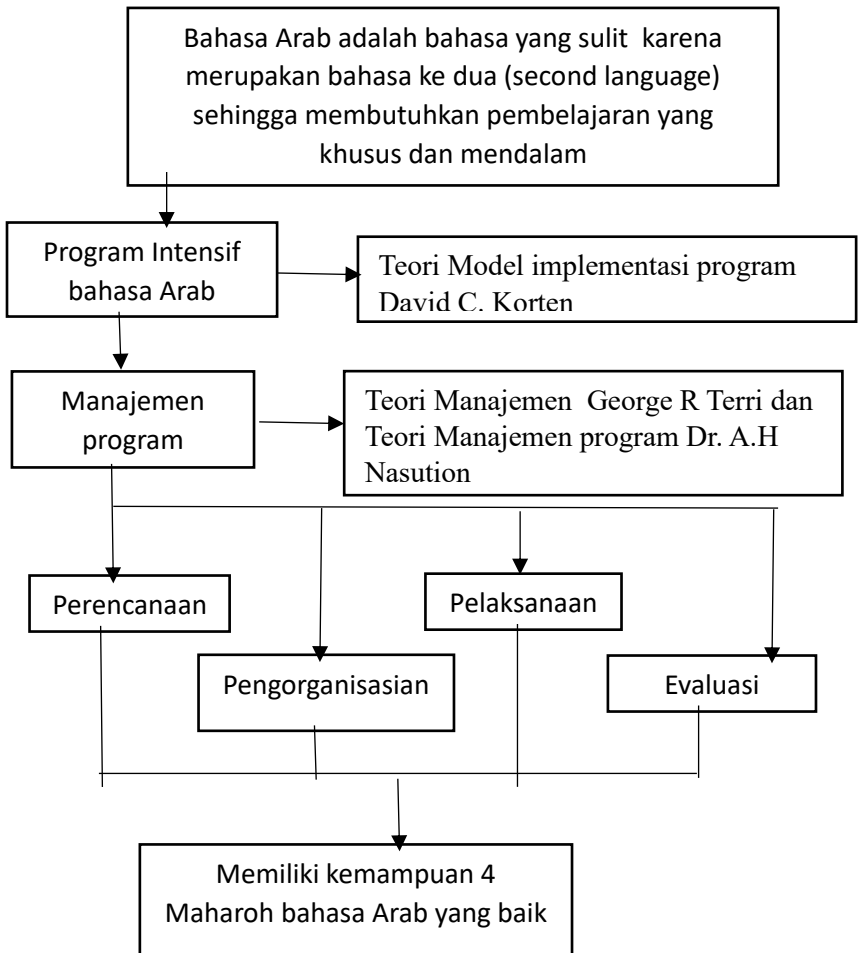 Bahasa Arab adalah bahasa yang sulit karena
merupakan bahasa ke dua (second language)
sehingga membutuhkan pembelajaran yang
khusus dan mendalam
Program Intensif
bahasa Arab
Teori Model implementasi program
David C. Korten
Manajemen
program
Teori Manajemen George R Terri dan
Teori Manajemen program Dr. A.H
Nasution
Perencanaan
Pelaksanaan
Pengorganisasian
Evaluasi
Memiliki kemampuan 4
Maharoh bahasa Arab yang baik